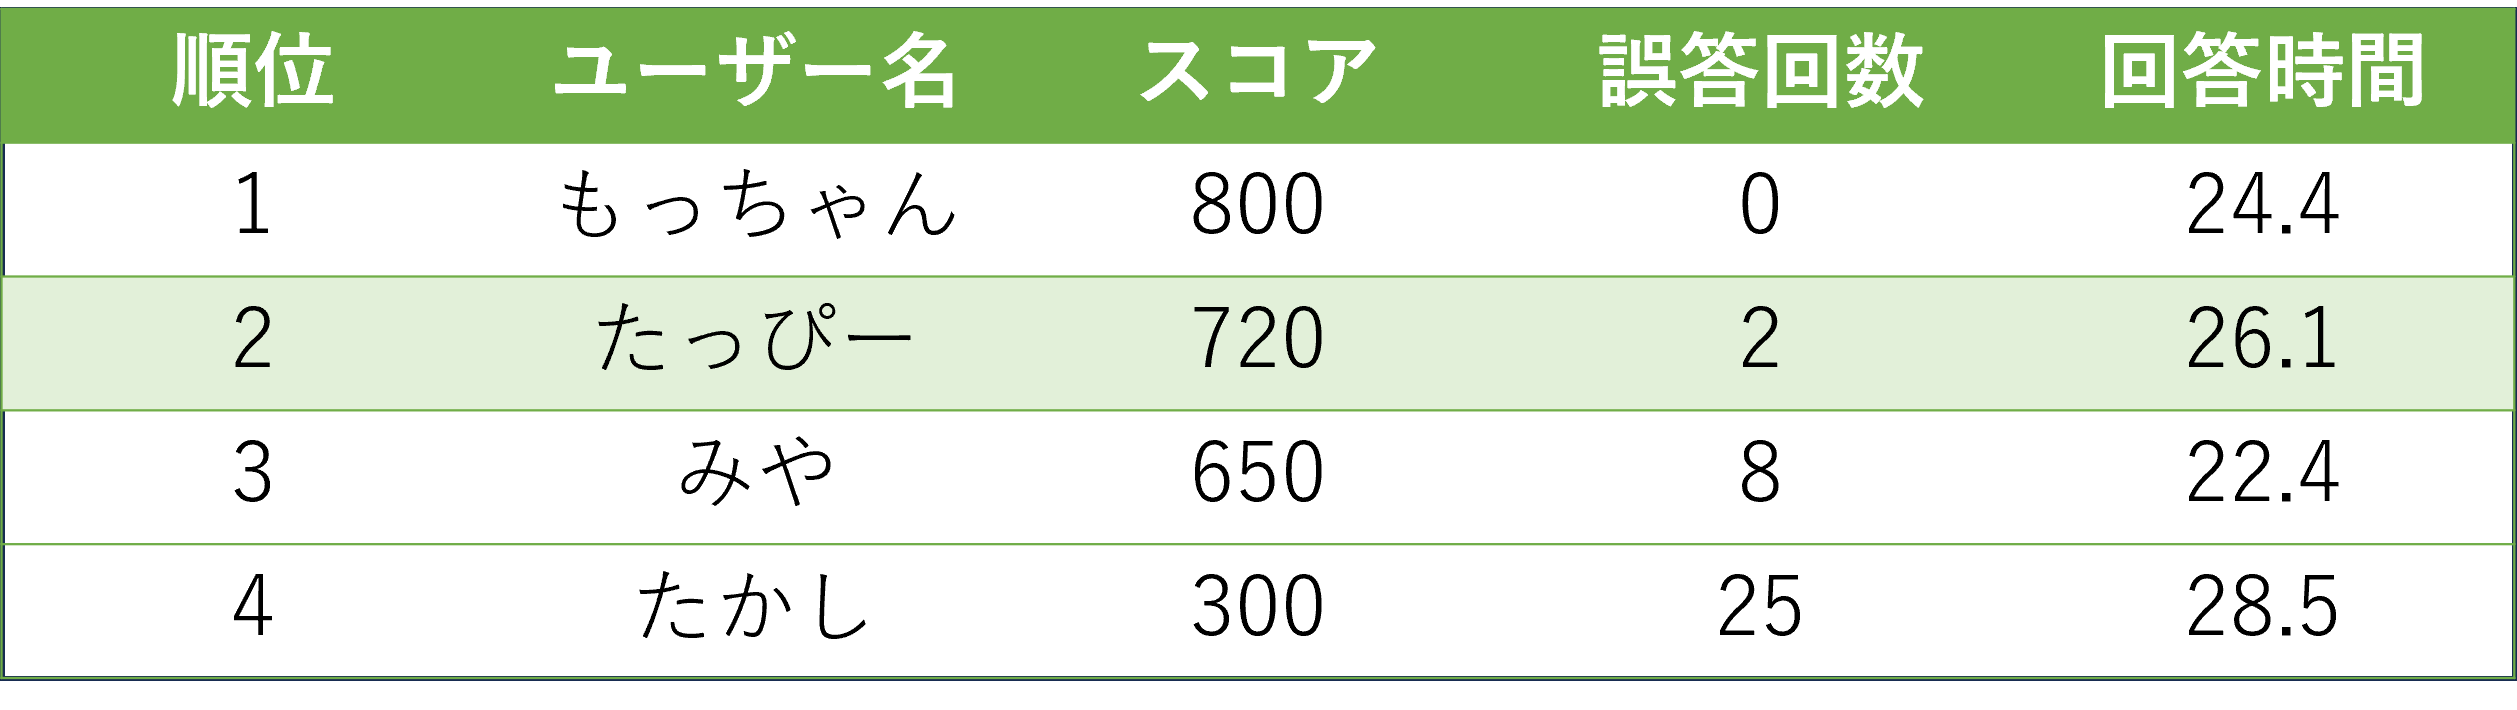 順位 ユーザー名 スコア 誤答回数 回答時間
1 もっちゃん 800 0 24.4
2 たっぴー 720 2 26.1
3 みや 650 8 22.4
4 たかし 300 25 28.5